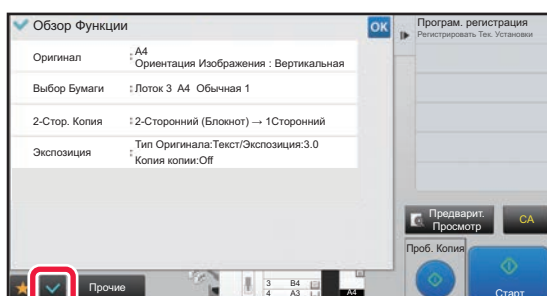 Обзор Функции
OK
Оригинал : A4
Ориентация Изображения : Вертикальная
Выбор Бумаги : Лоток 3 A4 Обычная 1
2-Стор. Копия : 2-Сторонний (Блокнот) → 1Сторонний
Экспозиция : Тип Оригинала:Текст/Экспозиция:3.0
Копия копии:Off
Програм. регистрация
Регистрировать Тек. Установки
Предварит.
Просмотр
CA
Проб. Копия
Старт
Прочие
3 B4
4 A3
A4